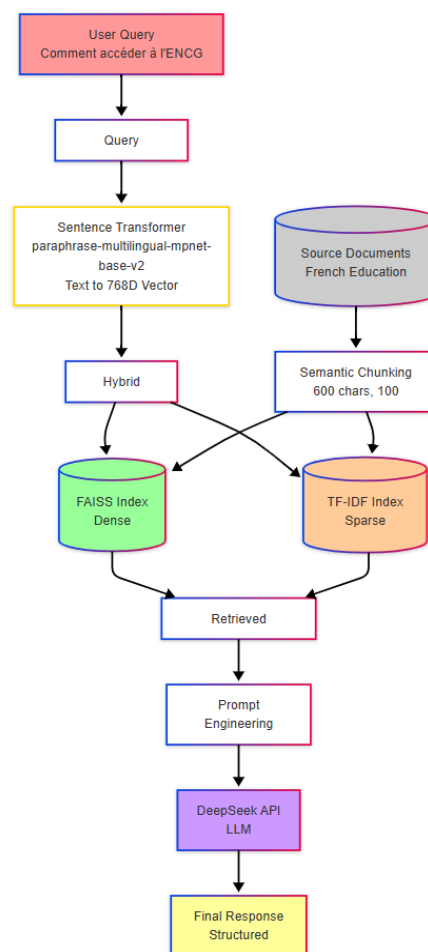 User Query
Comment accéder á l'ENCG
Query
Sentence Transformer
paraphrase-multilingual-mpnet-
base-v2
Text to 768D Vector
Source Documents
French Education
Hybrid
Semantic Chunking
600 chars, 100
FAISS Index
Dense
TF-IDF Index
Sparse
Retrieved
Prompt
Engineering
DeepSeek API
LLM
Final Response
Structured